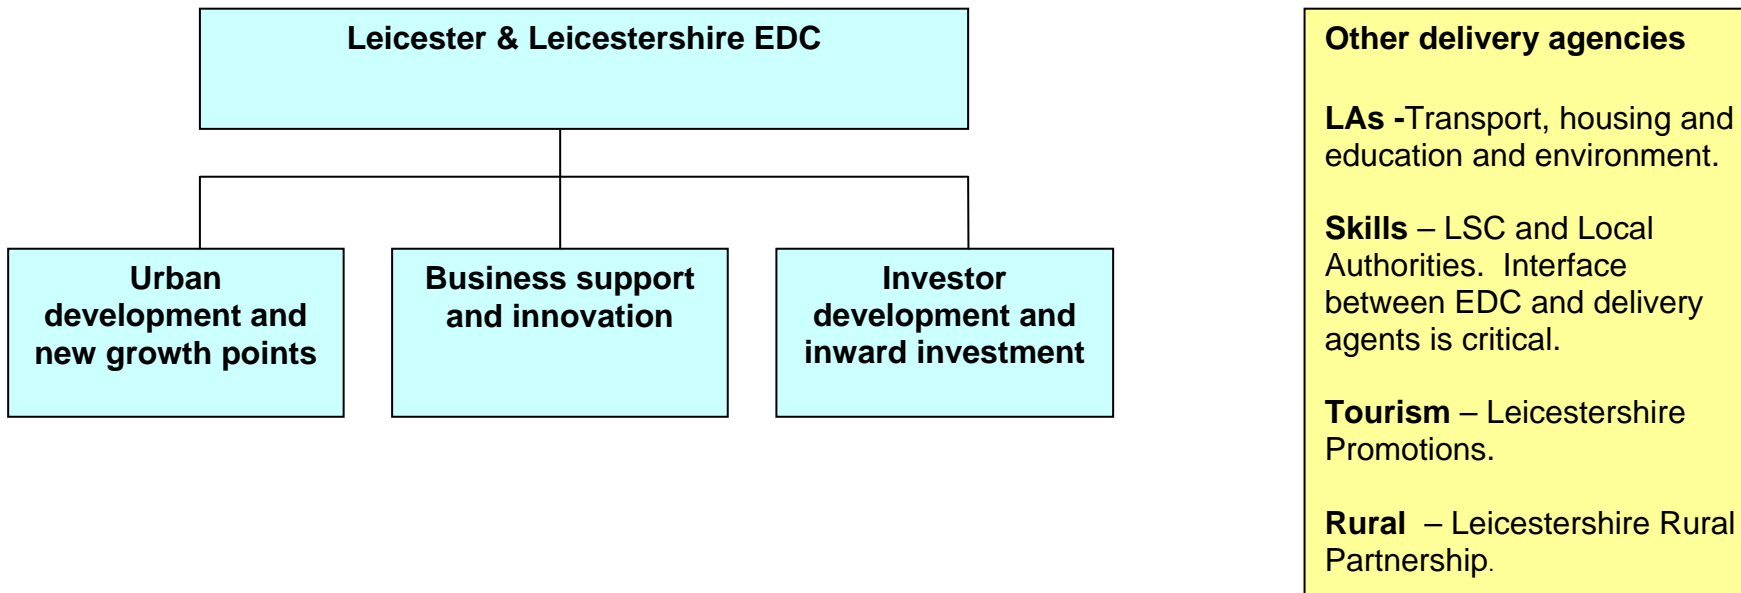 Leicester & Leicestershire EDC
Urban
development and
new growth points
Business support
and innovation
Investor
development and
inward investment
Other delivery agencies
LAs -Transport, housing and
education and environment.
Skills – LSC and Local
Authorities.  Interface
between EDC and delivery
agents is critical.
Tourism – Leicestershire
Promotions.
Rural  – Leicestershire Rural
Partnership.